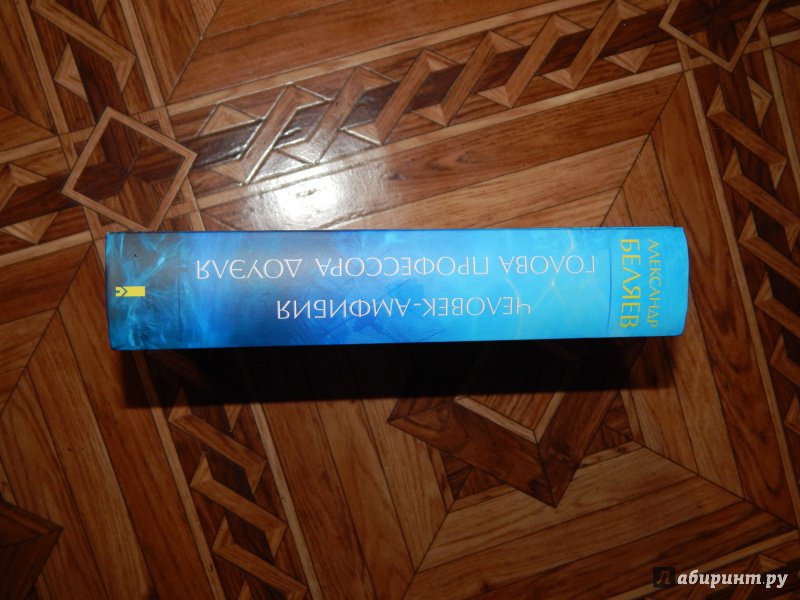 АЛЕКСАНДР
БЕЛЯЕВ
ЧЕЛОВЕК-АМФИБИЯ
ГОЛОВА ПРОФЕССОРА ДОУЭЛЯ
Лабиринт.ру